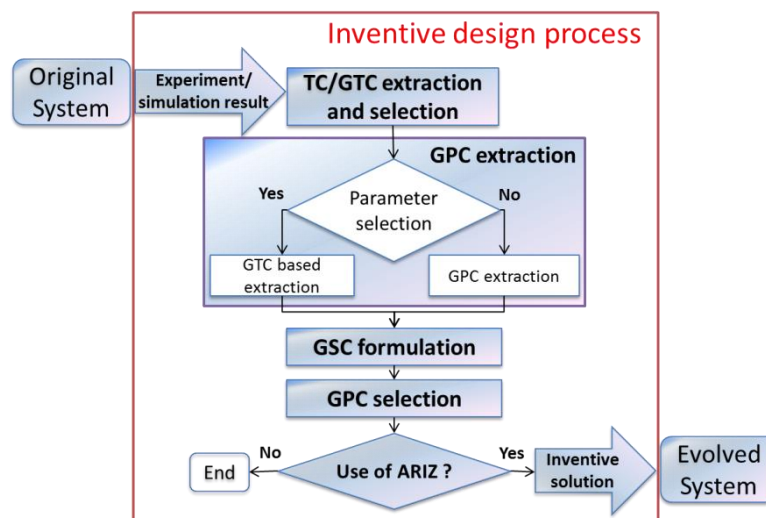 Inventive design process
Original
System
Experiment/
simulation result
TC/GTC extraction
and selection
GPC extraction
Yes
No
Parameter
selection
GTC based
extraction
GPC extraction
GSC formulation
GPC selection
No
Yes
End
Use of ARIZ ?
Inventive
solution
Evolved
System